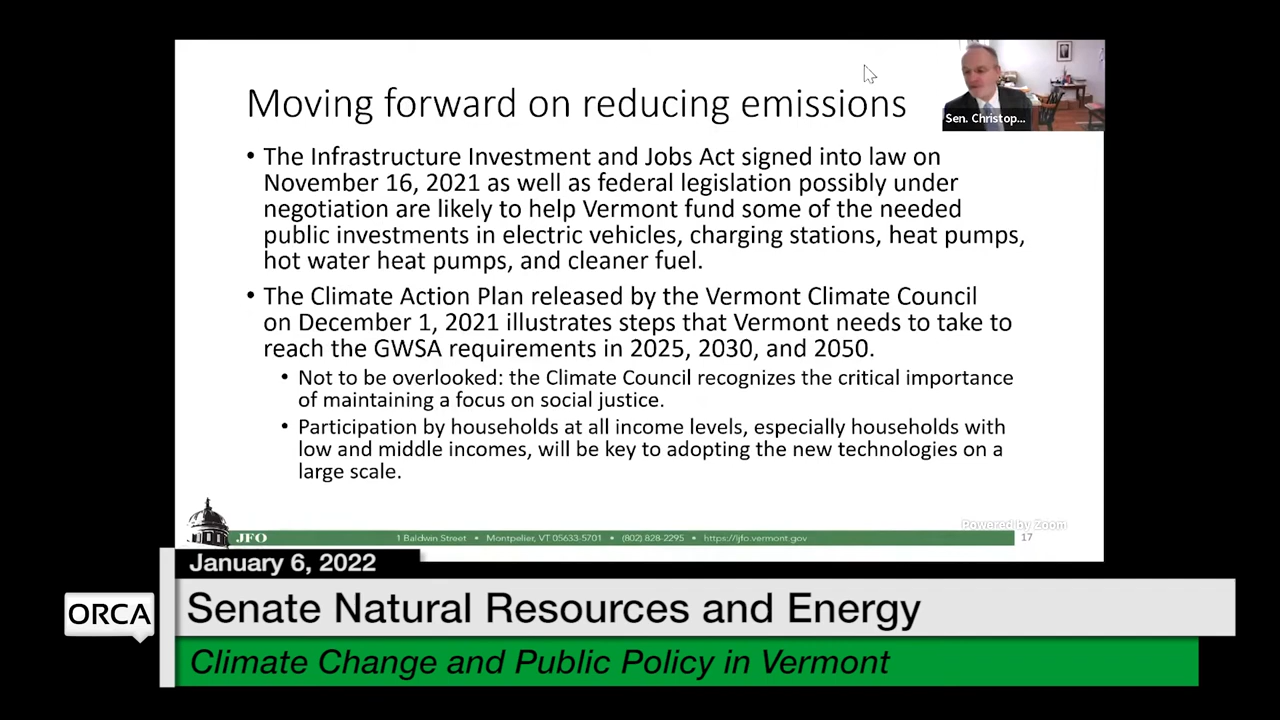 Moving forward on reducing emissions
Sen. Christop...
• The Infrastructure Investment and Jobs Act signed into law on
November 16, 2021 as well as federal legislation possibly under
negotiation are likely to help Vermont fund some of the needed
public investments in electric vehicles, charging stations, heat pumps,
hot water heat pumps, and cleaner fuel.
• The Climate Action Plan released by the Vermont Climate Council
on December 1, 2021 illustrates steps that Vermont needs to take to
reach the GWSA requirements in 2025, 2030, and 2050.
• Not to be overlooked: the Climate Council recognizes the critical importance
of maintaining a focus on social justice.
• Participation by households at all income levels, especially households with
low and middle incomes, will be key to adopting the new technologies on a
large scale.
Powered by Zoom
JFO
1 Baldwin Street • Montpelier, VT 05633-5701 • (802) 828-2295 • https://ljfo.vermont.gov
17
January 6, 2022
ORCA
Senate Natural Resources and Energy
Climate Change and Public Policy in Vermont